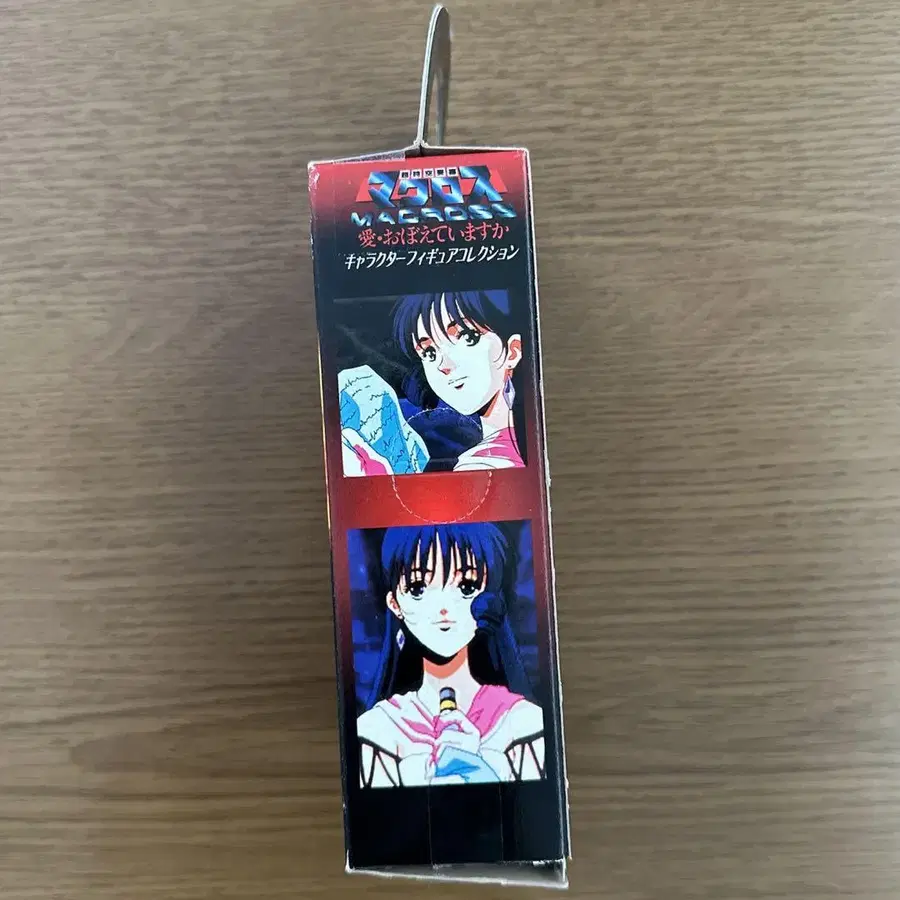 超時空要塞
マクロス
MACROSS
愛・おぼえていますか
キャラクターフィギュアコレクション